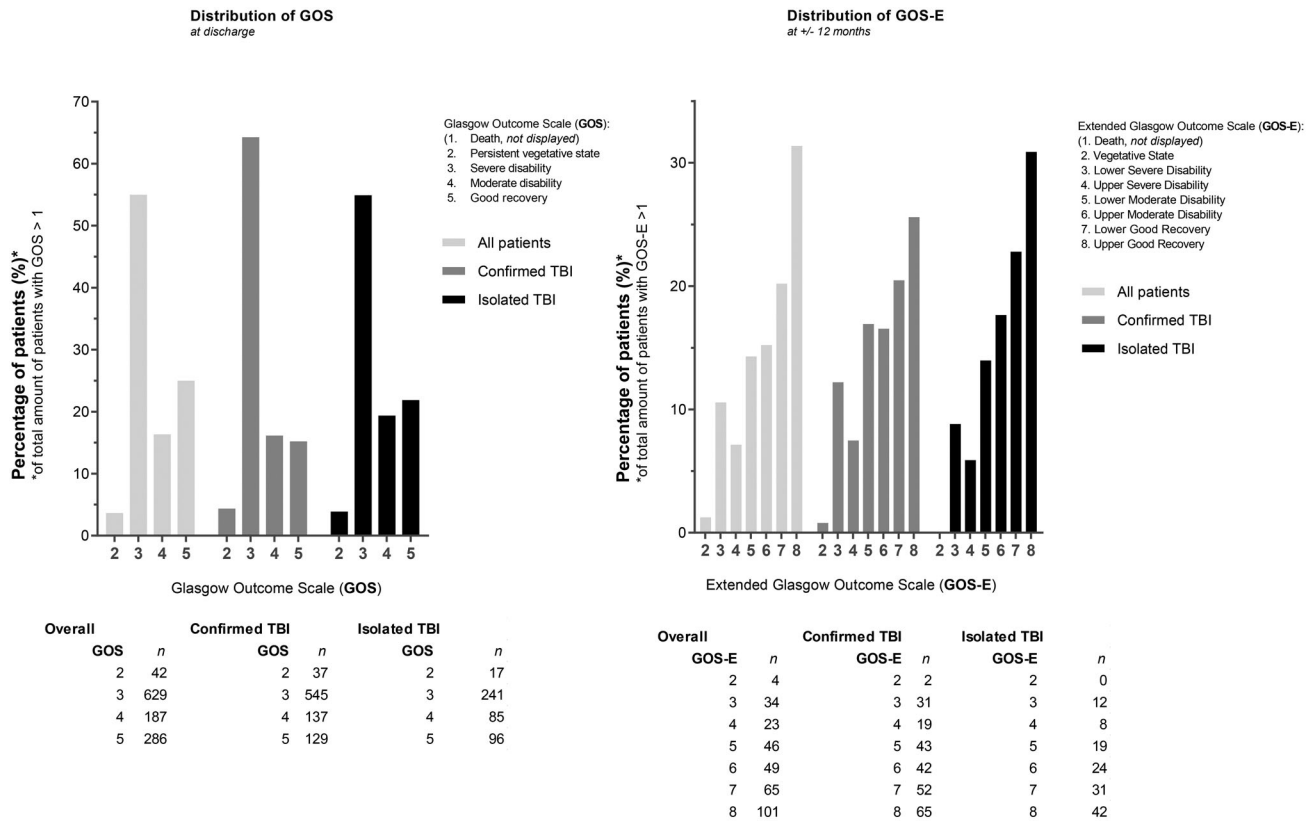 Distribution of GOS
at discharge
70
60
50
40
30
20
10
0
Percentage of patients (%)*
*of total amount of patients with GOS > 1
2 3 4 5 2 3 4 5 2 3 4 5
Glasgow Outcome Scale (GOS)
Glasgow Outcome Scale (GOS):
(1. Death, not displayed)
2. Persistent vegetative state
3. Severe disability
4. Moderate disability
5. Good recovery
All patients
Confirmed TBI
Isolated TBI
Overall Confirmed TBI Isolated TBI
GOS n GOS n GOS n
2 42 2 37 2 17
3 629 3 545 3 241
4 187 4 137 4 85
5 286 5 129 5 96
Distribution of GOS-E
at +/- 12 months
30
20
10
0
Percentage of patients (%)*
*of total amount of patients with GOS-E >1
2 3 4 5 6 7 8 2 3 4 5 6 7 8 2 3 4 5 6 7 8
Extended Glasgow Outcome Scale (GOS-E)
Extended Glasgow Outcome Scale (GOS-E):
(1. Death, not displayed)
2. Vegetative State
3. Lower Severe Disability
4. Upper Severe Disability
5. Lower Moderate Disability
6. Upper Moderate Disability
7. Lower Good Recovery
8. Upper Good Recovery
All patients
Confirmed TBI
Isolated TBI
Overall Confirmed TBI Isolated TBI
GOS-E n GOS-E n GOS-E n
2 4 2 2 2 0
3 34 3 31 3 12
4 23 4 19 4 8
5 46 5 43 5 19
6 49 6 42 6 24
7 65 7 52 7 31
8 101 8 65 8 42